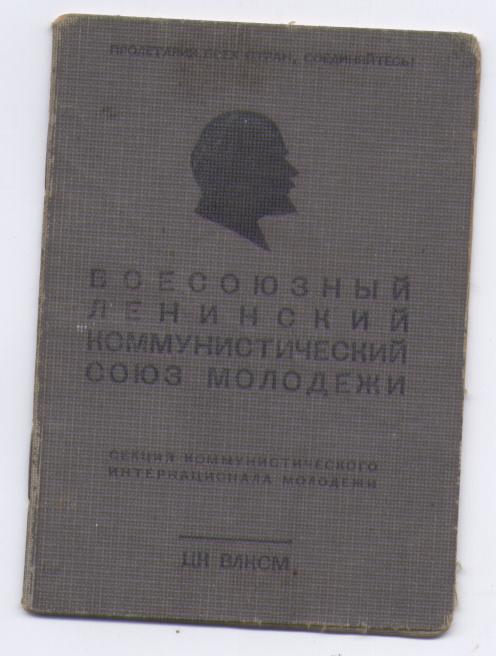 ПРОЛЕТАРИИ ВСЕХ СТРАН, СОЕДИНЯЙТЕСЬ!
ВСЕСОЮЗНЫЙ
ЛЕНИНСКИЙ
КОММУНИСТИЧЕСКИЙ
СОЮЗ МОЛОДЕЖИ
СЕКЦИЯ КОММУНИСТИЧЕСКОГО
ИНТЕРНАЦИОНАЛА МОЛОДЕЖИ
ЦК ВЛКСМ